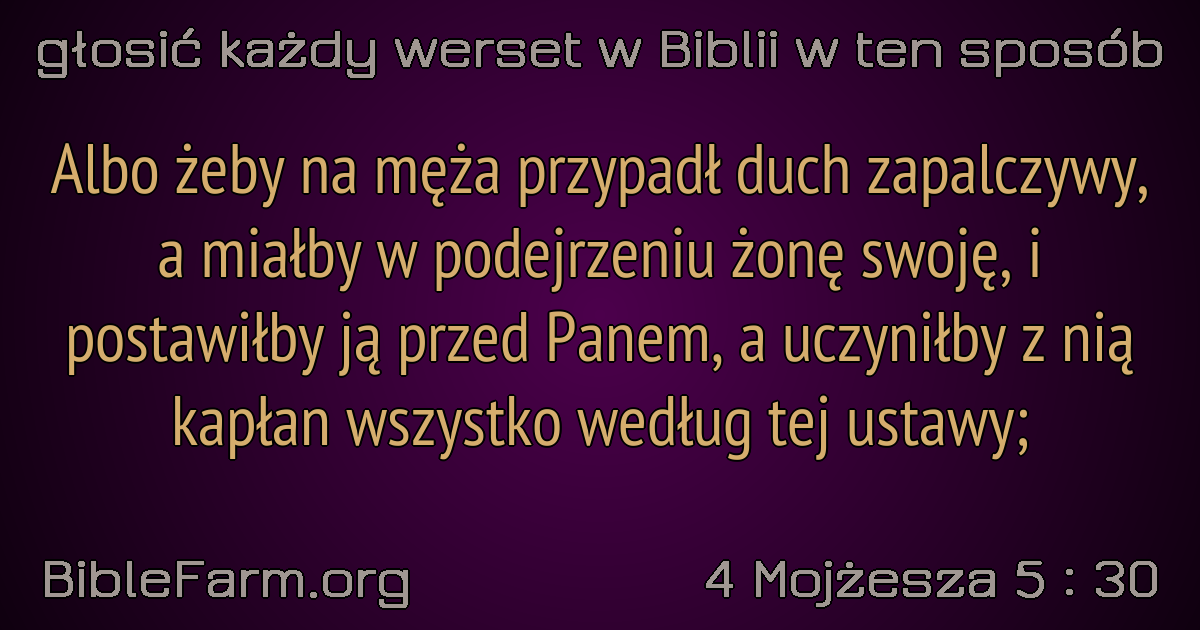 głosić każdy werset w Biblii w ten sposób
Albo żeby na męża przypadł duch zapalczywy,
a miałby w podejrzeniu żonę swoję, i
postawiłby ją przed Panem, a uczyniłby z nią
kapłan wszystko według tej ustawy;
BibleFarm.org
4 Mojżesza 5 : 30